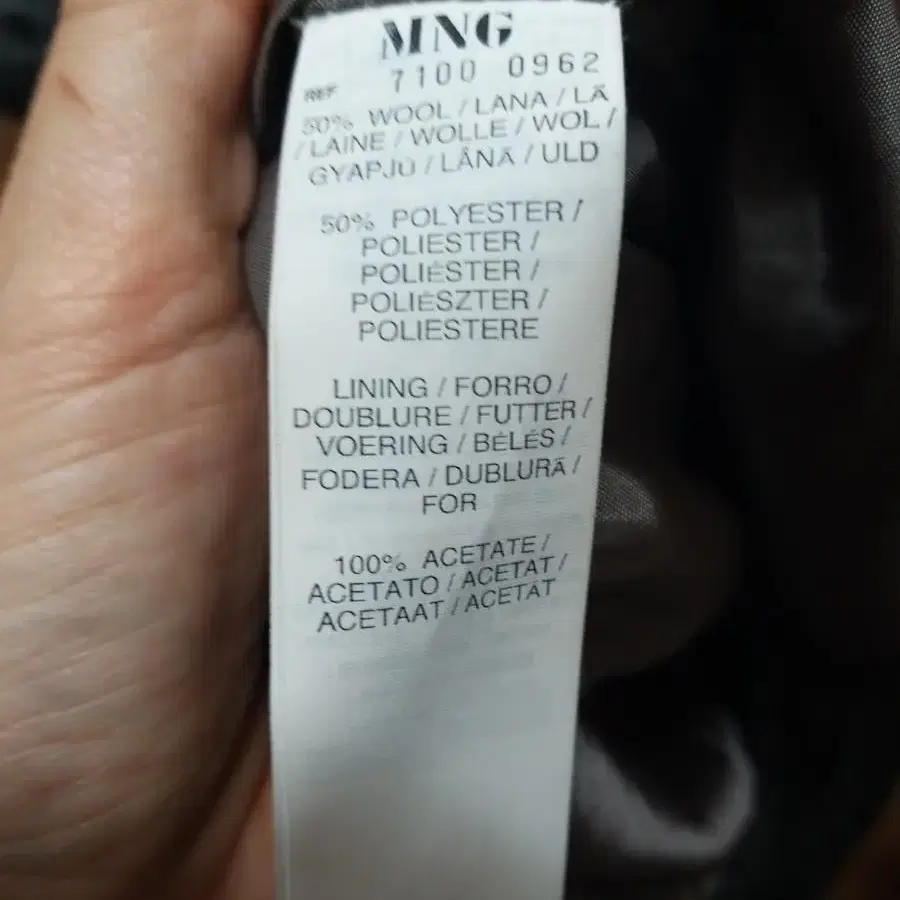 MNG
REF 7100 0962
50% WOOL / LANA / LÃ
/ LAINE / WOLLE / WOL /
GYAPJÚ / LÂNĂ / ULD
50% POLYESTER /
POLIESTER /
POLIÉSTER /
POLIÉSZTER /
POLIESTERE
LINING / FORRO /
DOUBLURE / FUTTER /
VOERING / BÉLÉS /
FODERA / DUBLURĂ /
FOR
100% ACETATE /
ACETATO / ACETAT /
ACETAAT / ACETÁT